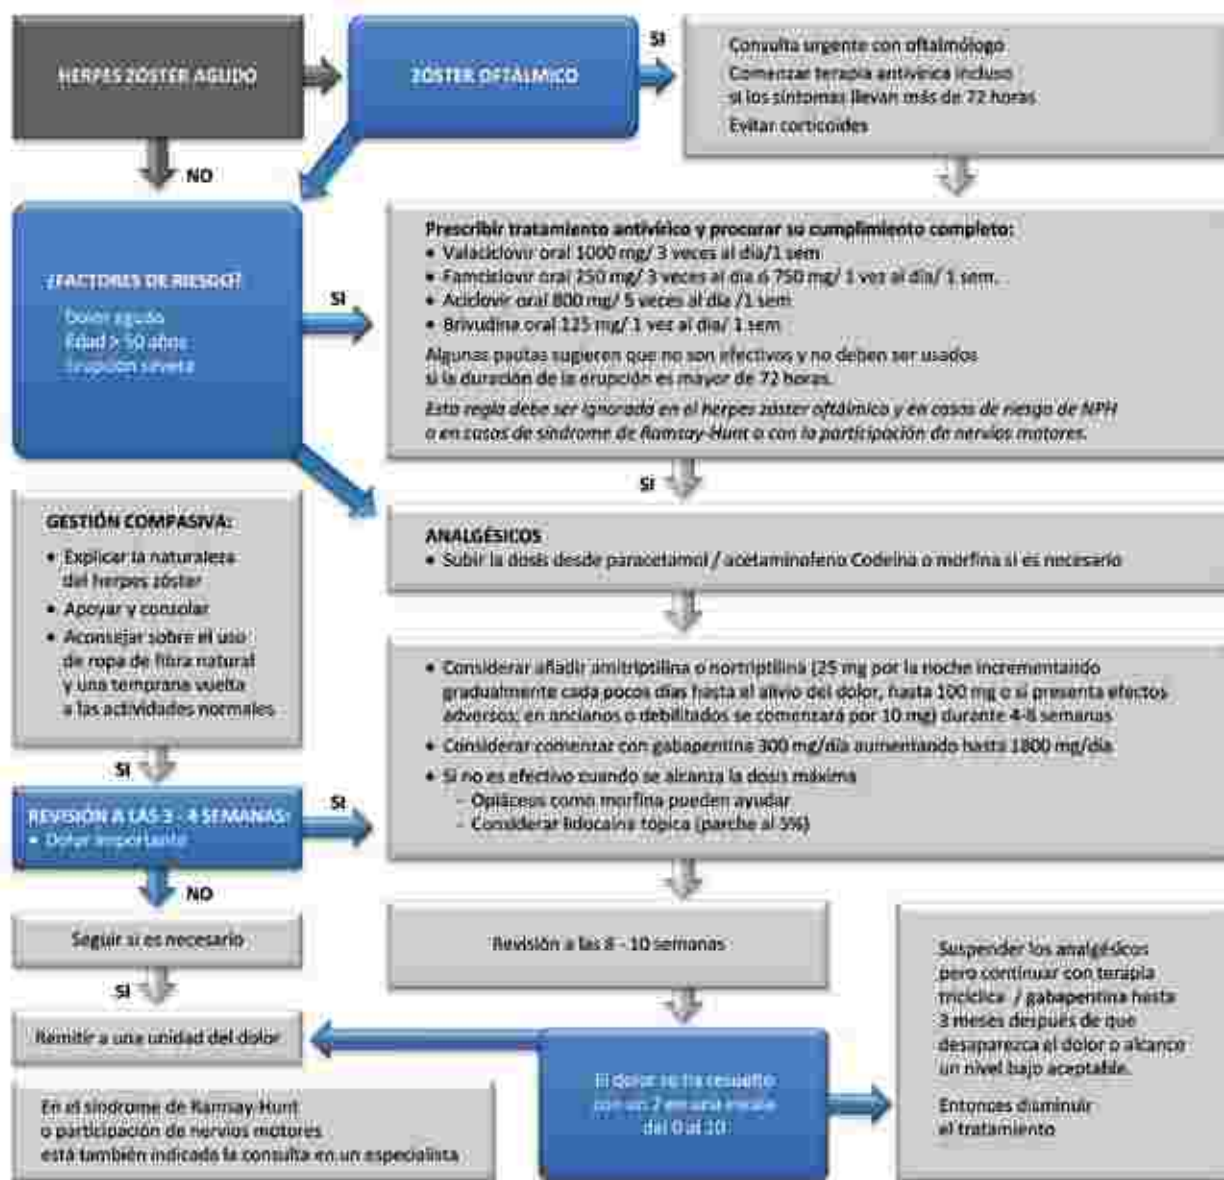 HERPES ZÓSTER AGUDO
ZÓSTER OFTÁLMICO
SI
Consulta urgente con oftalmólogo
Comenzar terapia antivírica incluso
si los síntomas llevan más de 72 horas
Evitar corticoides
NO
¿FACTORES DE RIESGO?
Dolor agudo
Edad > 50 años
Erupción severa
SI
Prescribir tratamiento antivírico y procurar su cumplimiento completo:
• Valaciclovir oral 1000 mg/ 3 veces al día/1 sem
• Famciclovir oral 250 mg/ 3 veces al día ó 750 mg/ 1 vez al día/ 1 sem.
• Aciclovir oral 800 mg/ 5 veces al día /1 sem
• Brivudina oral 125 mg/ 1 vez al día/ 1 sem
Algunas pautas sugieren que no son efectivos y no deben ser usados
si la duración de la erupción es mayor de 72 horas.
Esta regla debe ser ignorada en el herpes zóster oftálmico y en casos de riesgo de NPH
o en casos de síndrome de Ramsay-Hunt o con la participación de nervios motores.
SI
GESTIÓN COMPASIVA:
• Explicar la naturaleza
del herpes zóster
• Apoyar y consolar
• Aconsejar sobre el uso
de ropa de fibra natural
y una temprana vuelta
a las actividades normales
ANALGÉSICOS
• Subir la dosis desde paracetamol / acetaminofeno Codeína o morfina si es necesario
• Considerar añadir amitriptilina o nortriptilina (25 mg por la noche incrementando
gradualmente cada pocos días hasta el alivio del dolor, hasta 100 mg o si presenta efectos
adversos; en ancianos o debilitados se comenzará por 10 mg) durante 4-8 semanas
• Considerar comenzar con gabapentina 300 mg/día aumentando hasta 1800 mg/día
• Si no es efectivo cuando se alcanza la dosis máxima
– Opiáceos como morfina pueden ayudar
– Considerar lidocaína tópica (parche al 5%)
SI
REVISIÓN A LAS 3 - 4 SEMANAS:
• Dolor importante
SI
NO
Seguir si es necesario
SI
Remitir a una unidad del dolor
Revisión a las 8 - 10 semanas
El dolor se ha resuelto
con un 2 en una escala
del 0 al 10
Suspender los analgésicos
pero continuar con terapia
tricíclica / gabapentina hasta
3 meses después de que
desaparezca el dolor o alcance
un nivel bajo aceptable.
Entonces disminuir
el tratamiento
En el síndrome de Ramsay-Hunt
o participación de nervios motores
está también indicada la consulta en un especialista